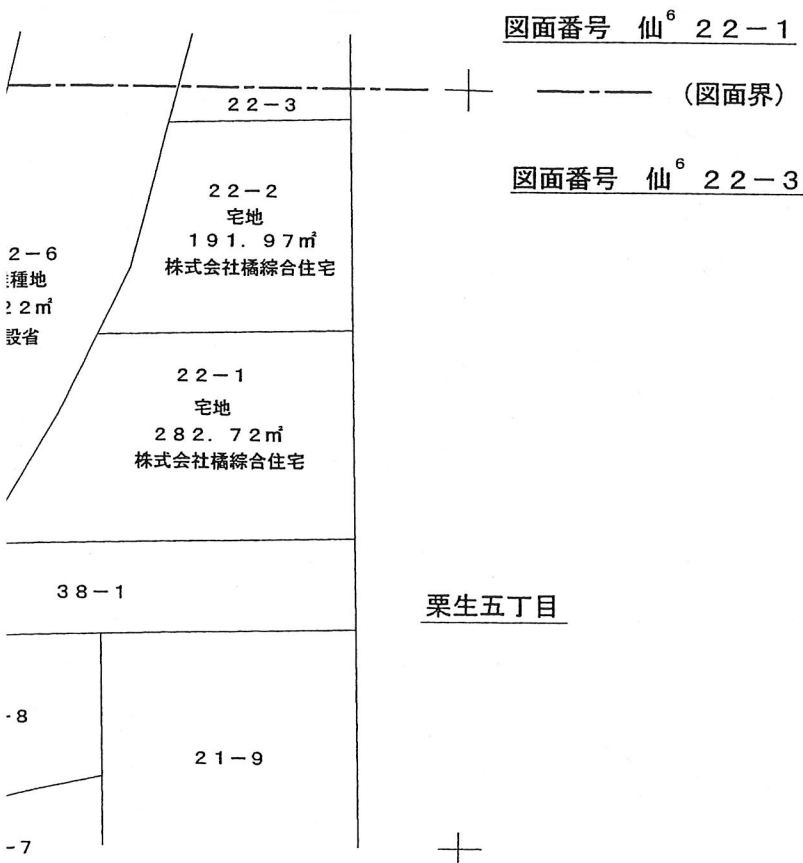 図面番号 仙⁶ 22-1
(図面界)
22-3
図面番号 仙⁶ 22-3
22-2
宅地
191.97㎡
株式会社橘綜合住宅
2-6
種地
22㎡
設省
22-1
宅地
282.72㎡
株式会社橘綜合住宅
38-1
栗生五丁目
-8
21-9
-7